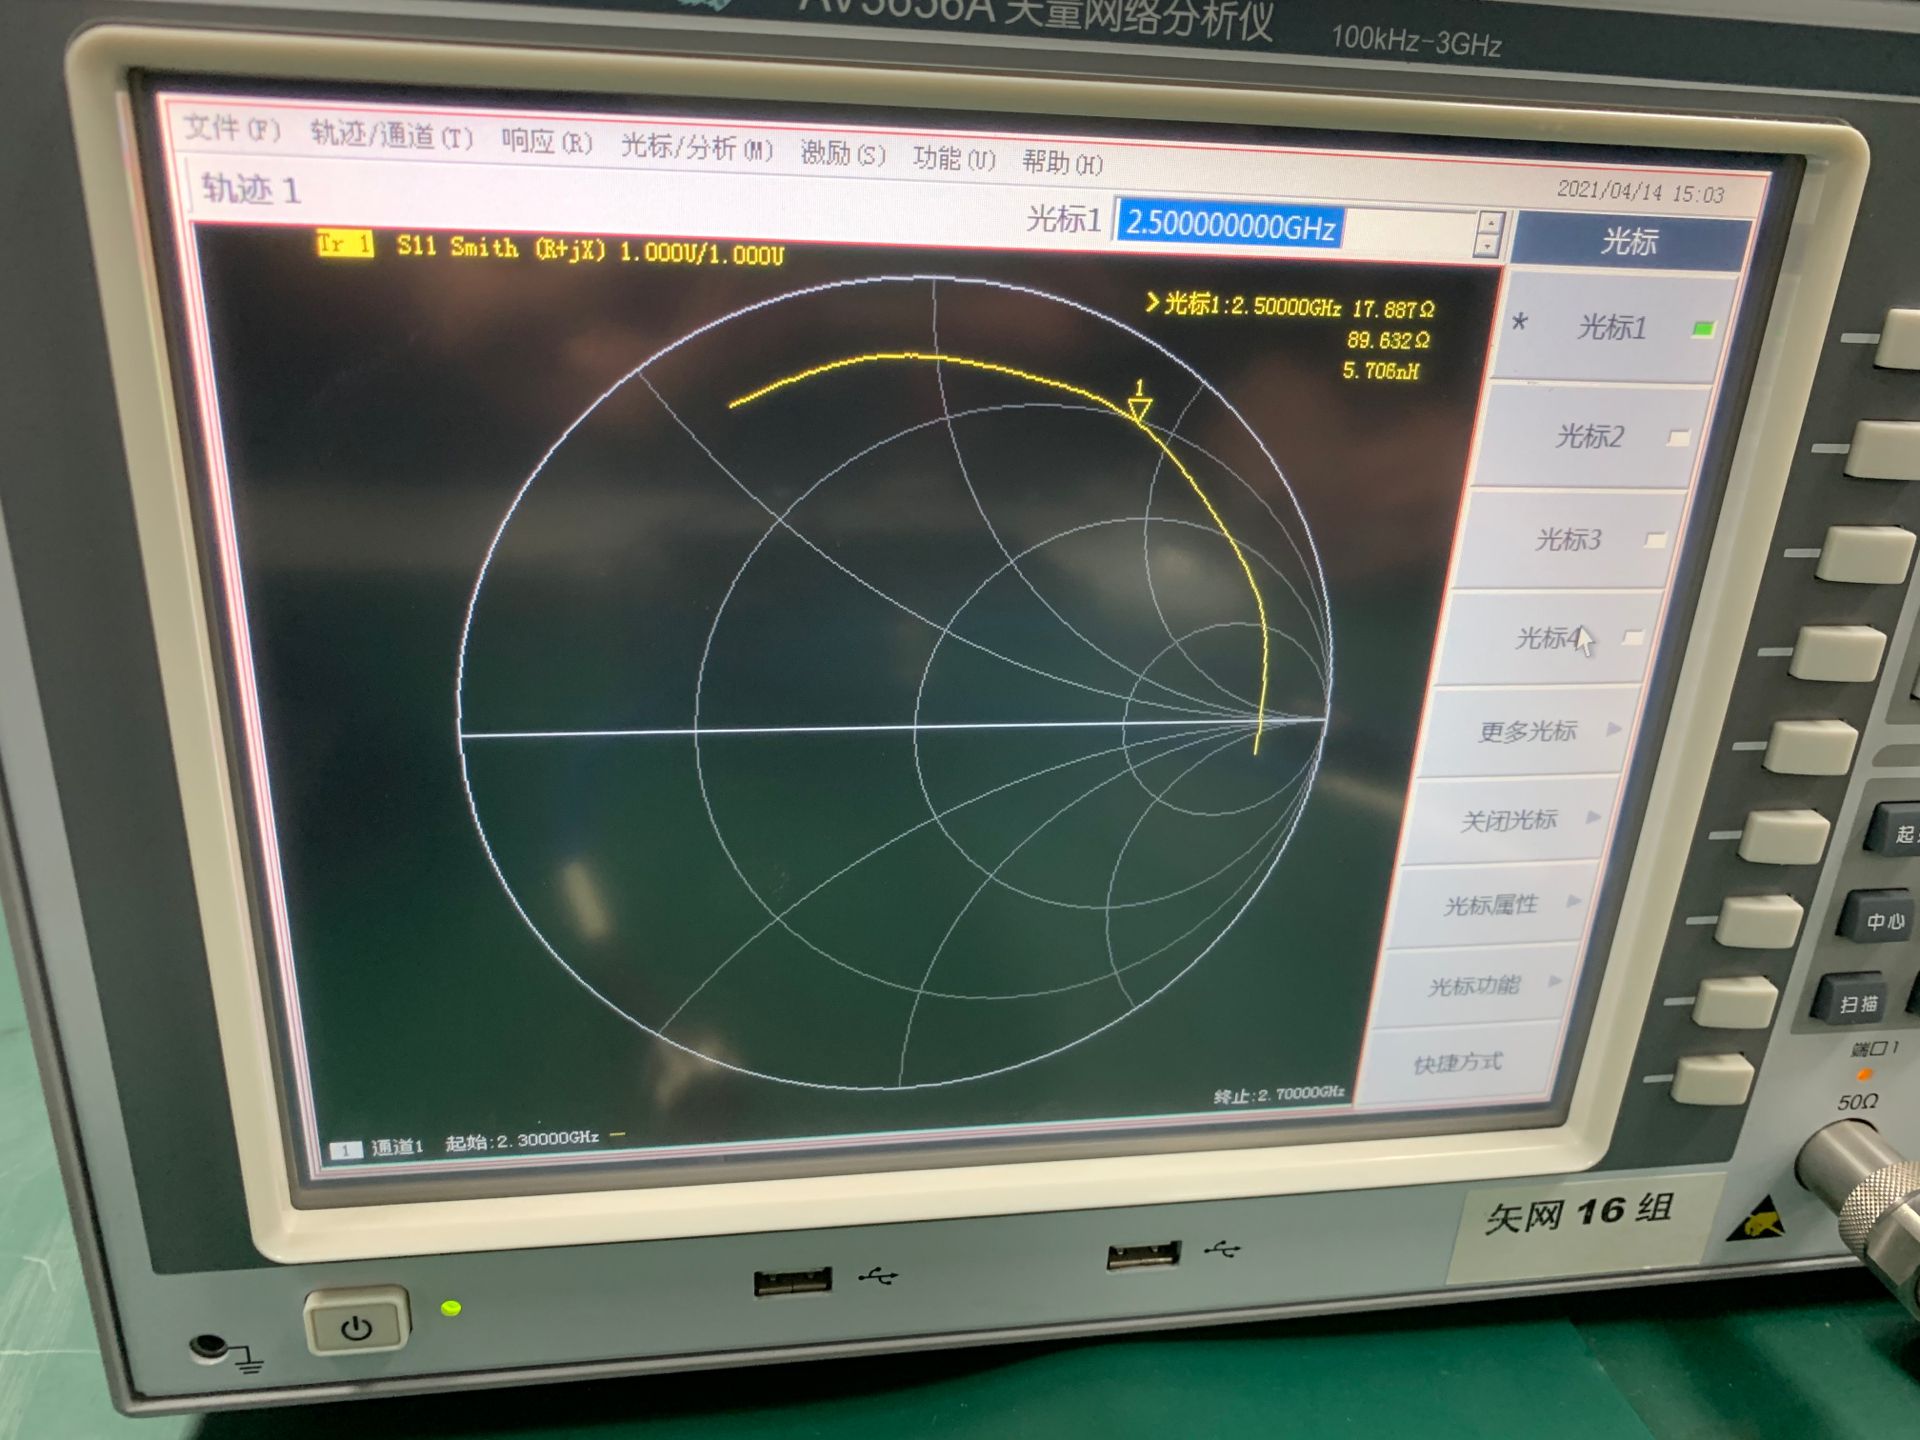 AV3656A 矢量网络分析仪 100kHz-3GHz
文件(F) 轨迹/通道(T) 响应(R) 光标/分析(M) 激励(S) 功能(U) 帮助(H)
2021/04/14 15:03
轨迹 1
光标1 2.500000000GHz
光标
Tr 1 S11 Smith (R+jX) 1.000U/1.000U
>光标1:2.50000GHz 17.887Ω
89.632Ω
5.706nH
1
* 光标1
光标2
光标3
光标4
更多光标
关闭光标
光标属性
光标功能
快捷方式
终止:2.70000GHz
1 通道1 起始:2.30000GHz
中心
扫描
端口1
50Ω
矢网 16 组